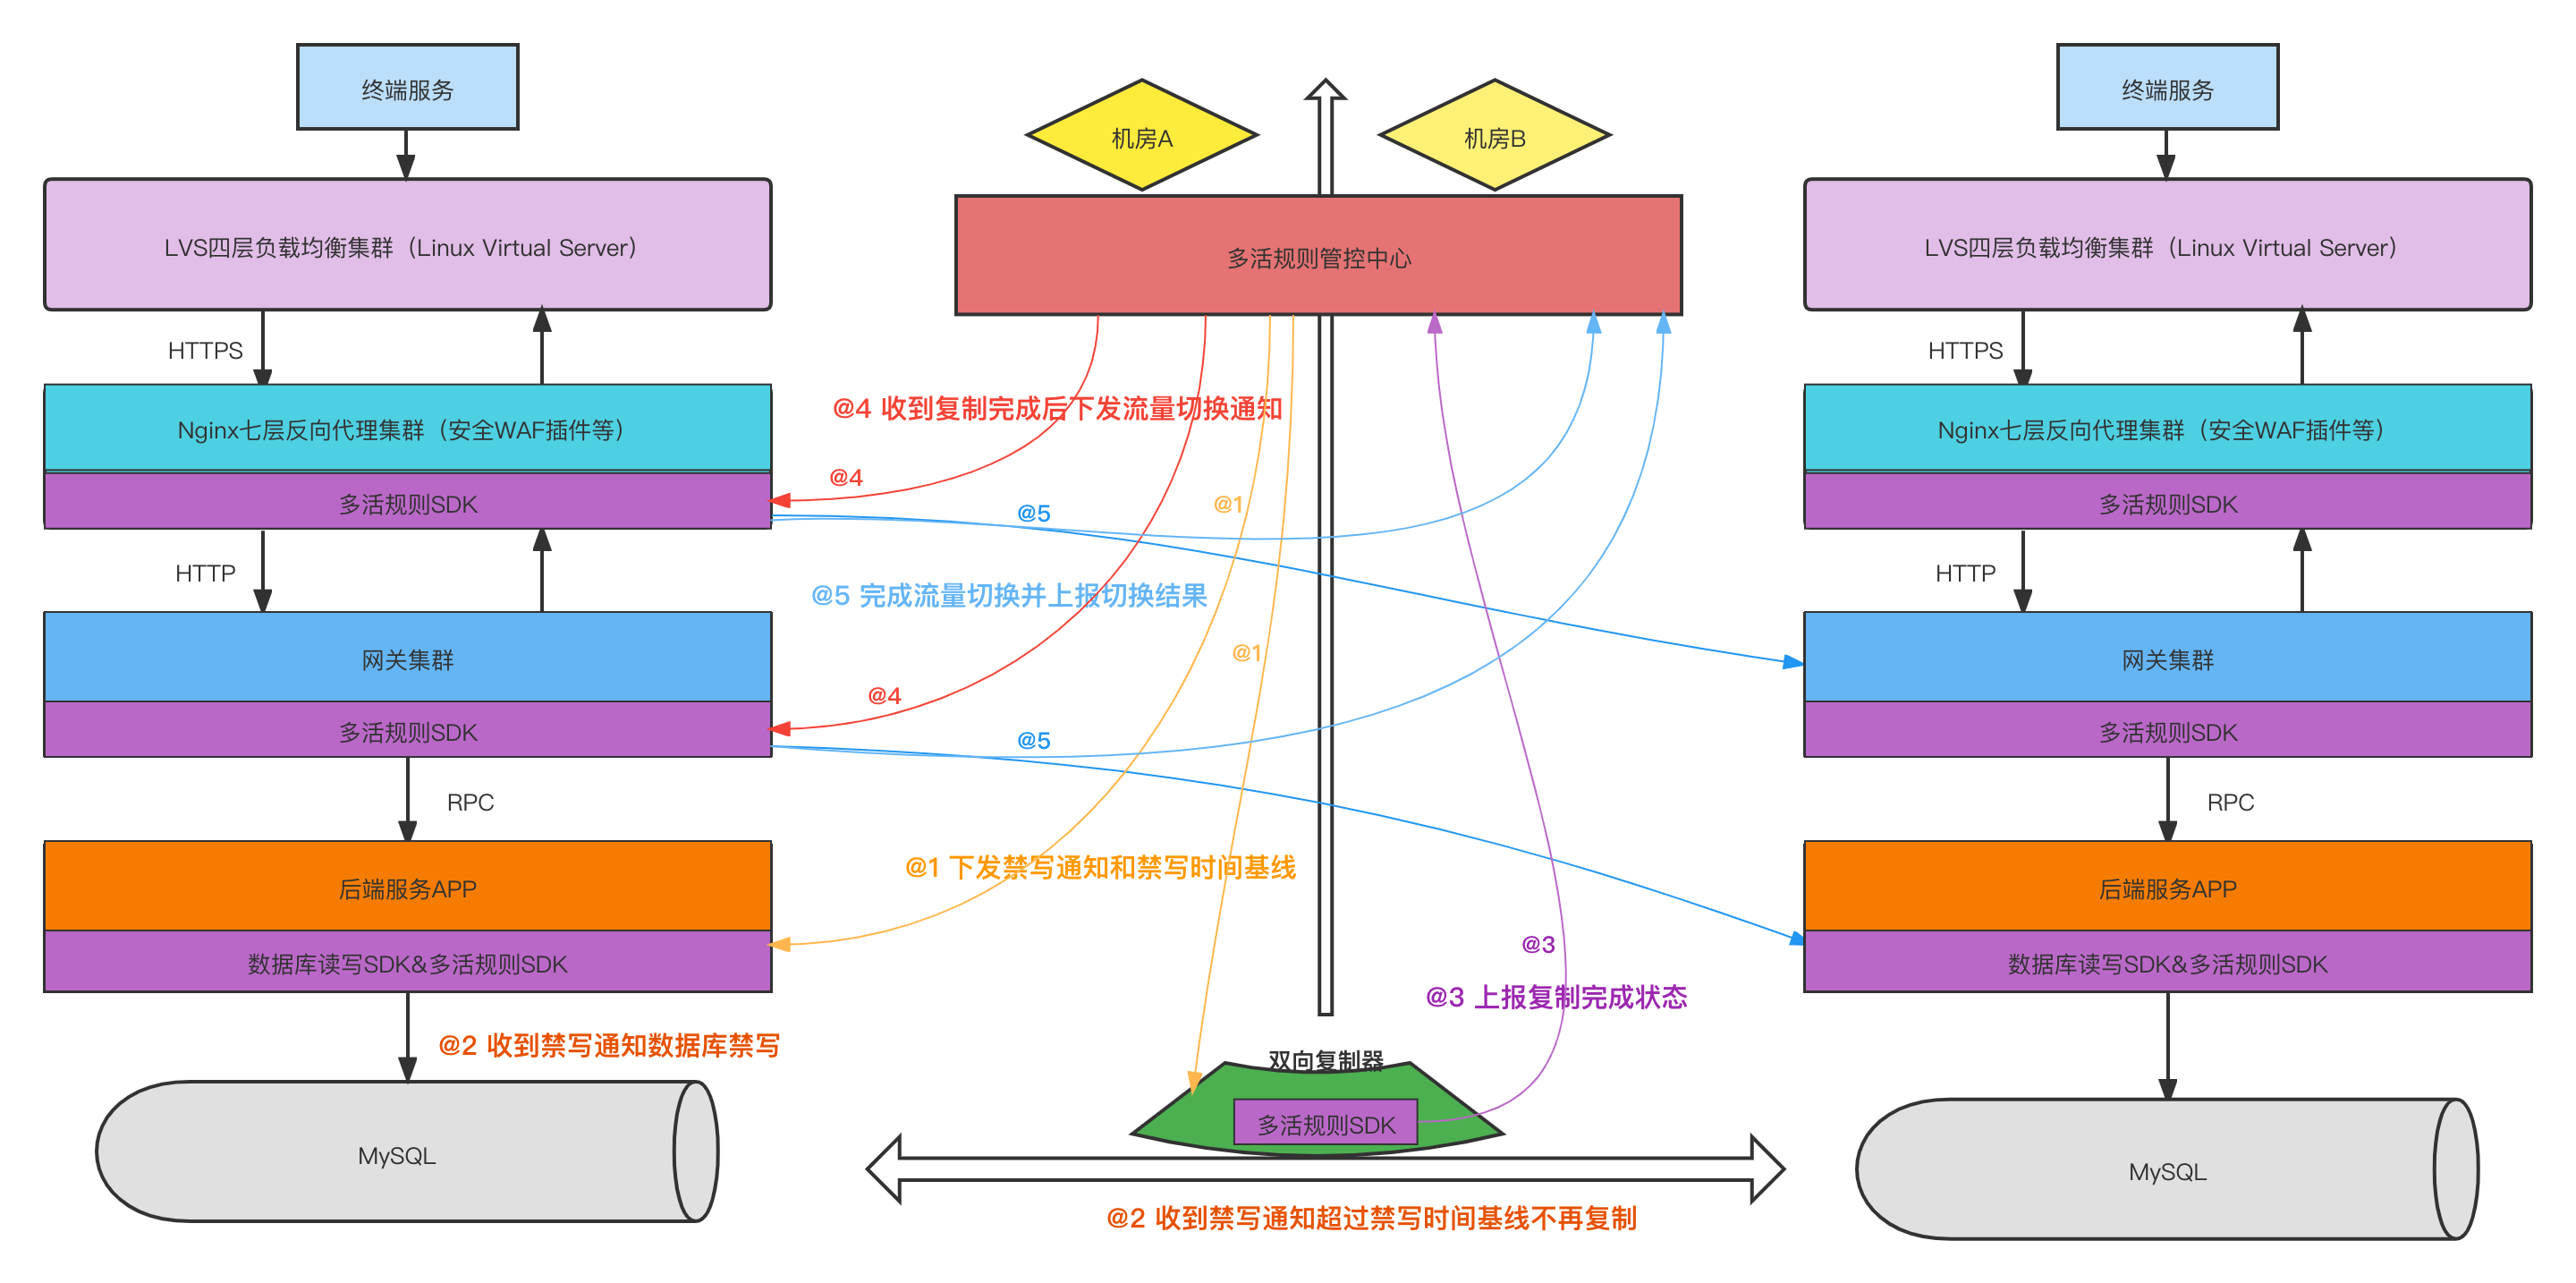 终端服务
机房A
机房B
终端服务
LVS四层负载均衡集群（Linux Virtual Server）
多活规则管控中心
LVS四层负载均衡集群（Linux Virtual Server）
HTTPS
HTTPS
@4 收到复制完成后下发流量切换通知
Nginx七层反向代理集群（安全WAF插件等）
Nginx七层反向代理集群（安全WAF插件等）
@4
多活规则SDK
@5
@1
多活规则SDK
HTTP
HTTP
@5 完成流量切换并上报切换结果
网关集群
@1
网关集群
@4
多活规则SDK
@5
多活规则SDK
RPC
RPC
@1 下发禁写通知和禁写时间基线
后端服务APP
后端服务APP
@3
数据库读写SDK&多活规则SDK
数据库读写SDK&多活规则SDK
@3 上报复制完成状态
@2 收到禁写通知数据库禁写
双向复制器
多活规则SDK
MySQL
MySQL
@2 收到禁写通知超过禁写时间基线不再复制